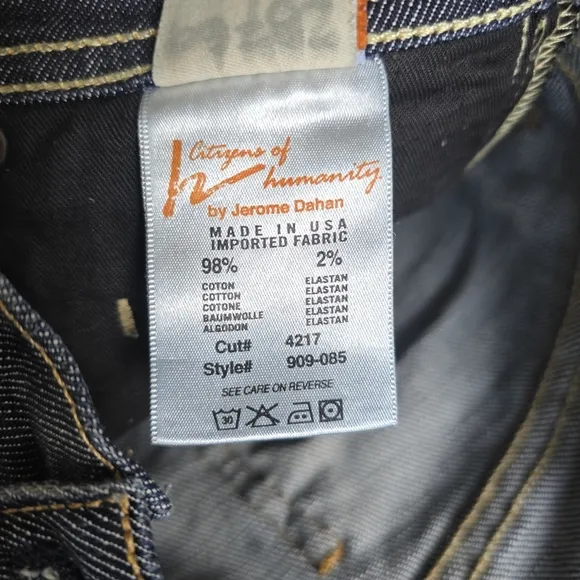 Citizens of
humanity
by Jerome Dahan
MADE IN USA
IMPORTED FABRIC
98% 2%
COTON ELASTAN
COTTON ELASTAN
COTONE ELASTAN
BAUMWOLLE ELASTAN
ALGODON ELASTAN
Cut# 4217
Style# 909-085
SEE CARE ON REVERSE
30